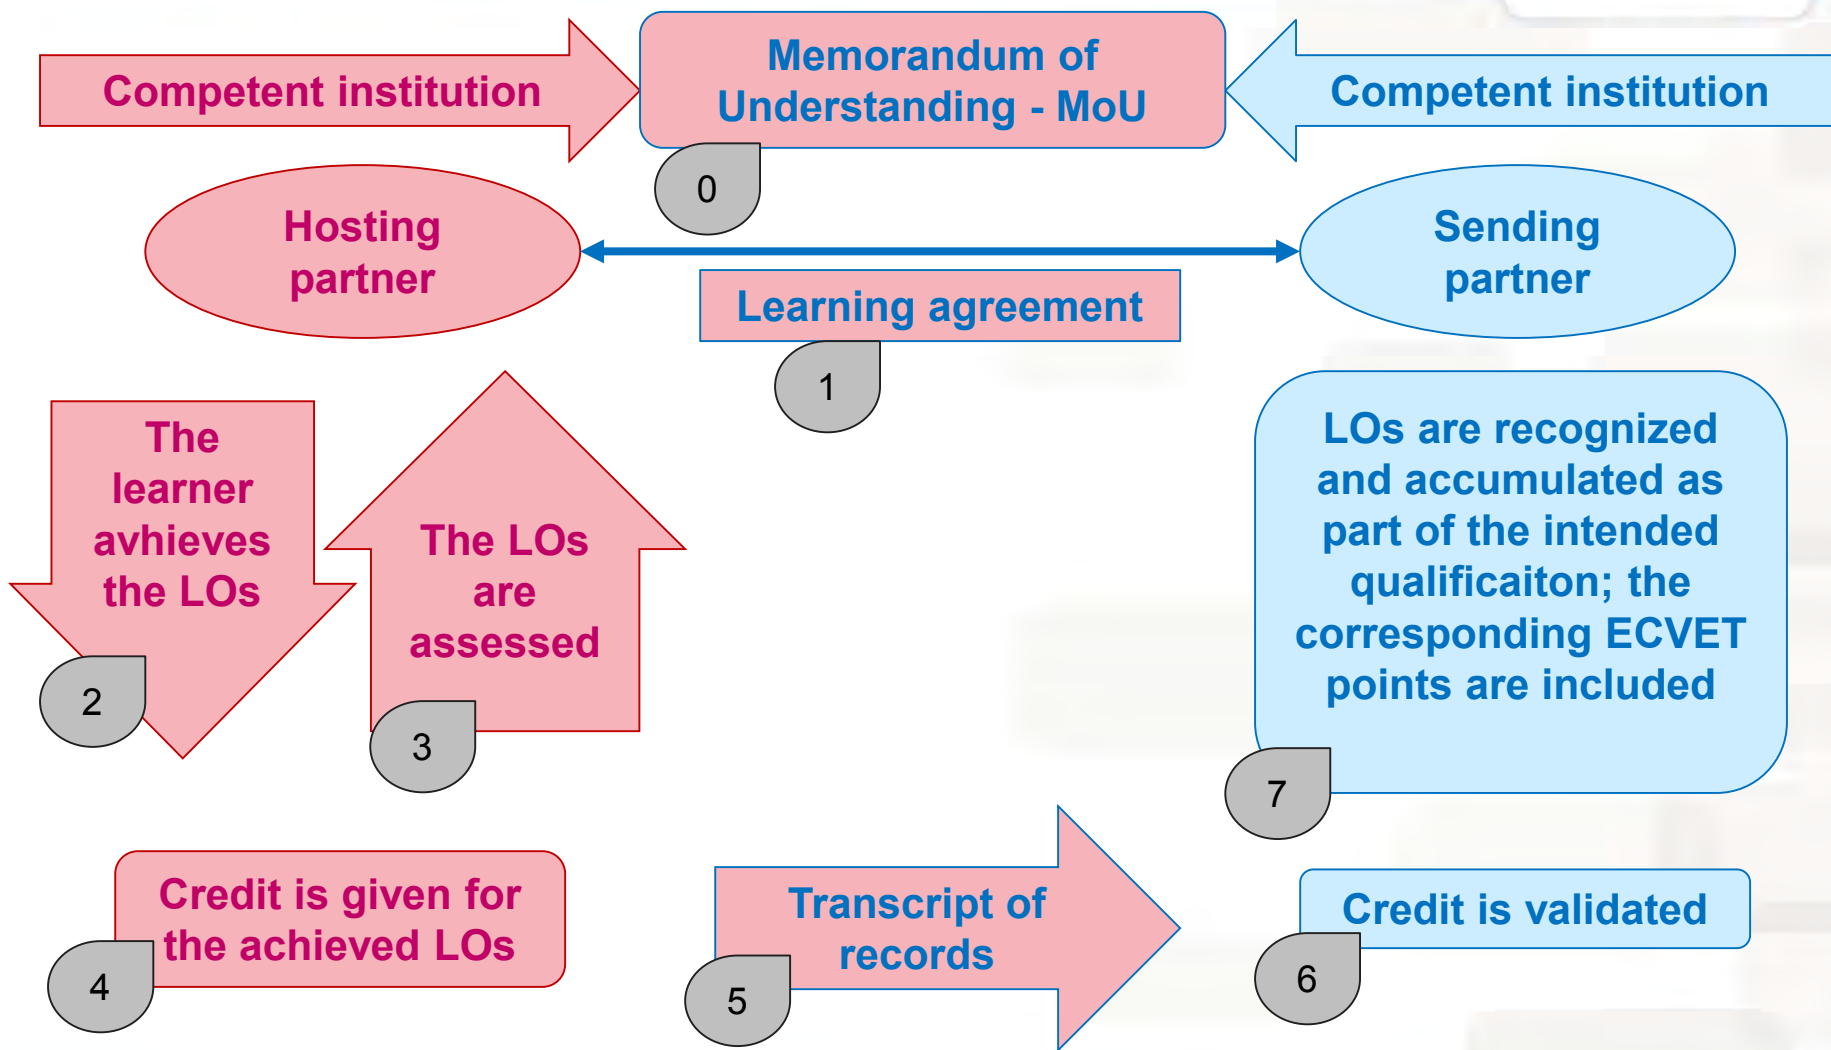 Competent institution
Memorandum of
Understanding - MoU
Competent institution
0
Hosting
partner
Sending
partner
Learning agreement
1
The
learner
avhieves
the LOs
2
The LOs
are
assessed
3
LOs are recognized
and accumulated as
part of the intended
qualificaiton; the
corresponding ECVET
points are included
7
Credit is given for
the achieved LOs
4
Transcript of
records
5
Credit is validated
6